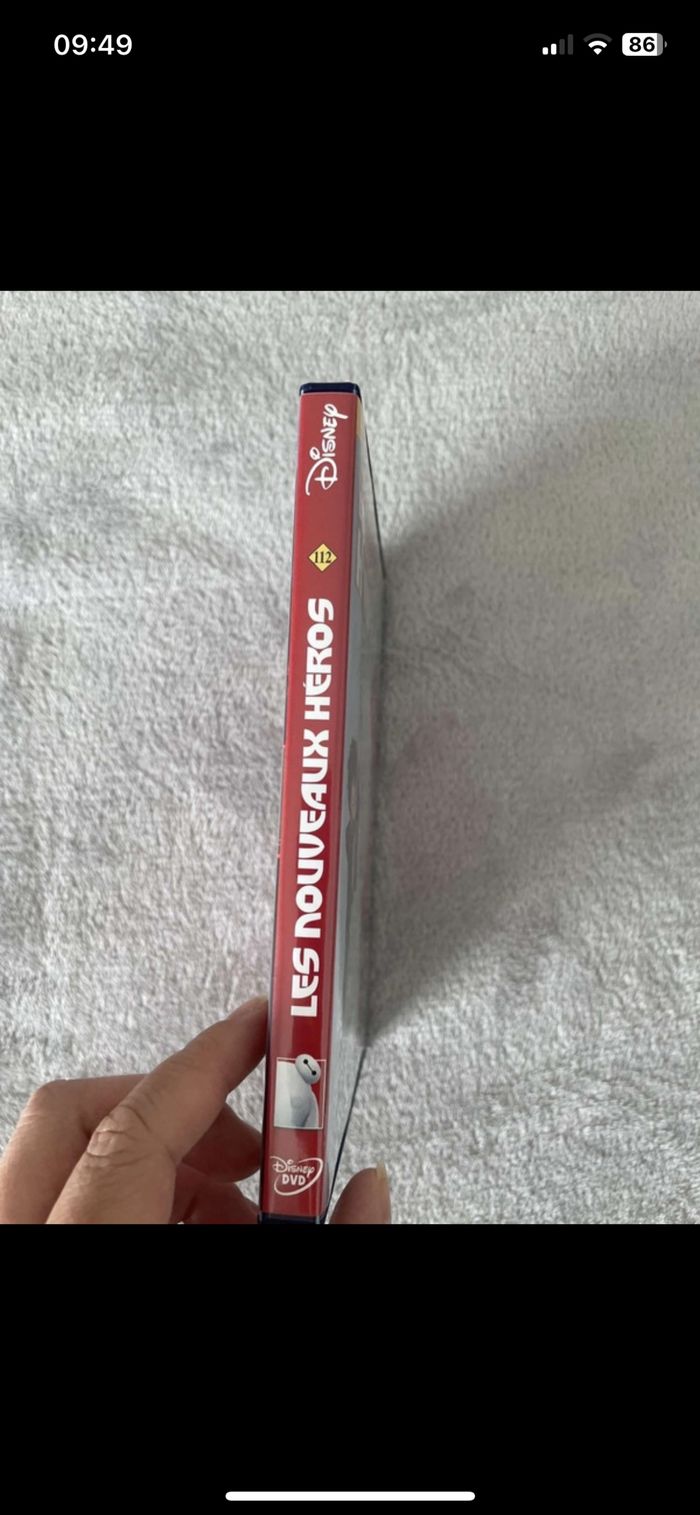 09:49
86
Disney
112
LES NOUVEAUX HÉROS
Disney
DVD